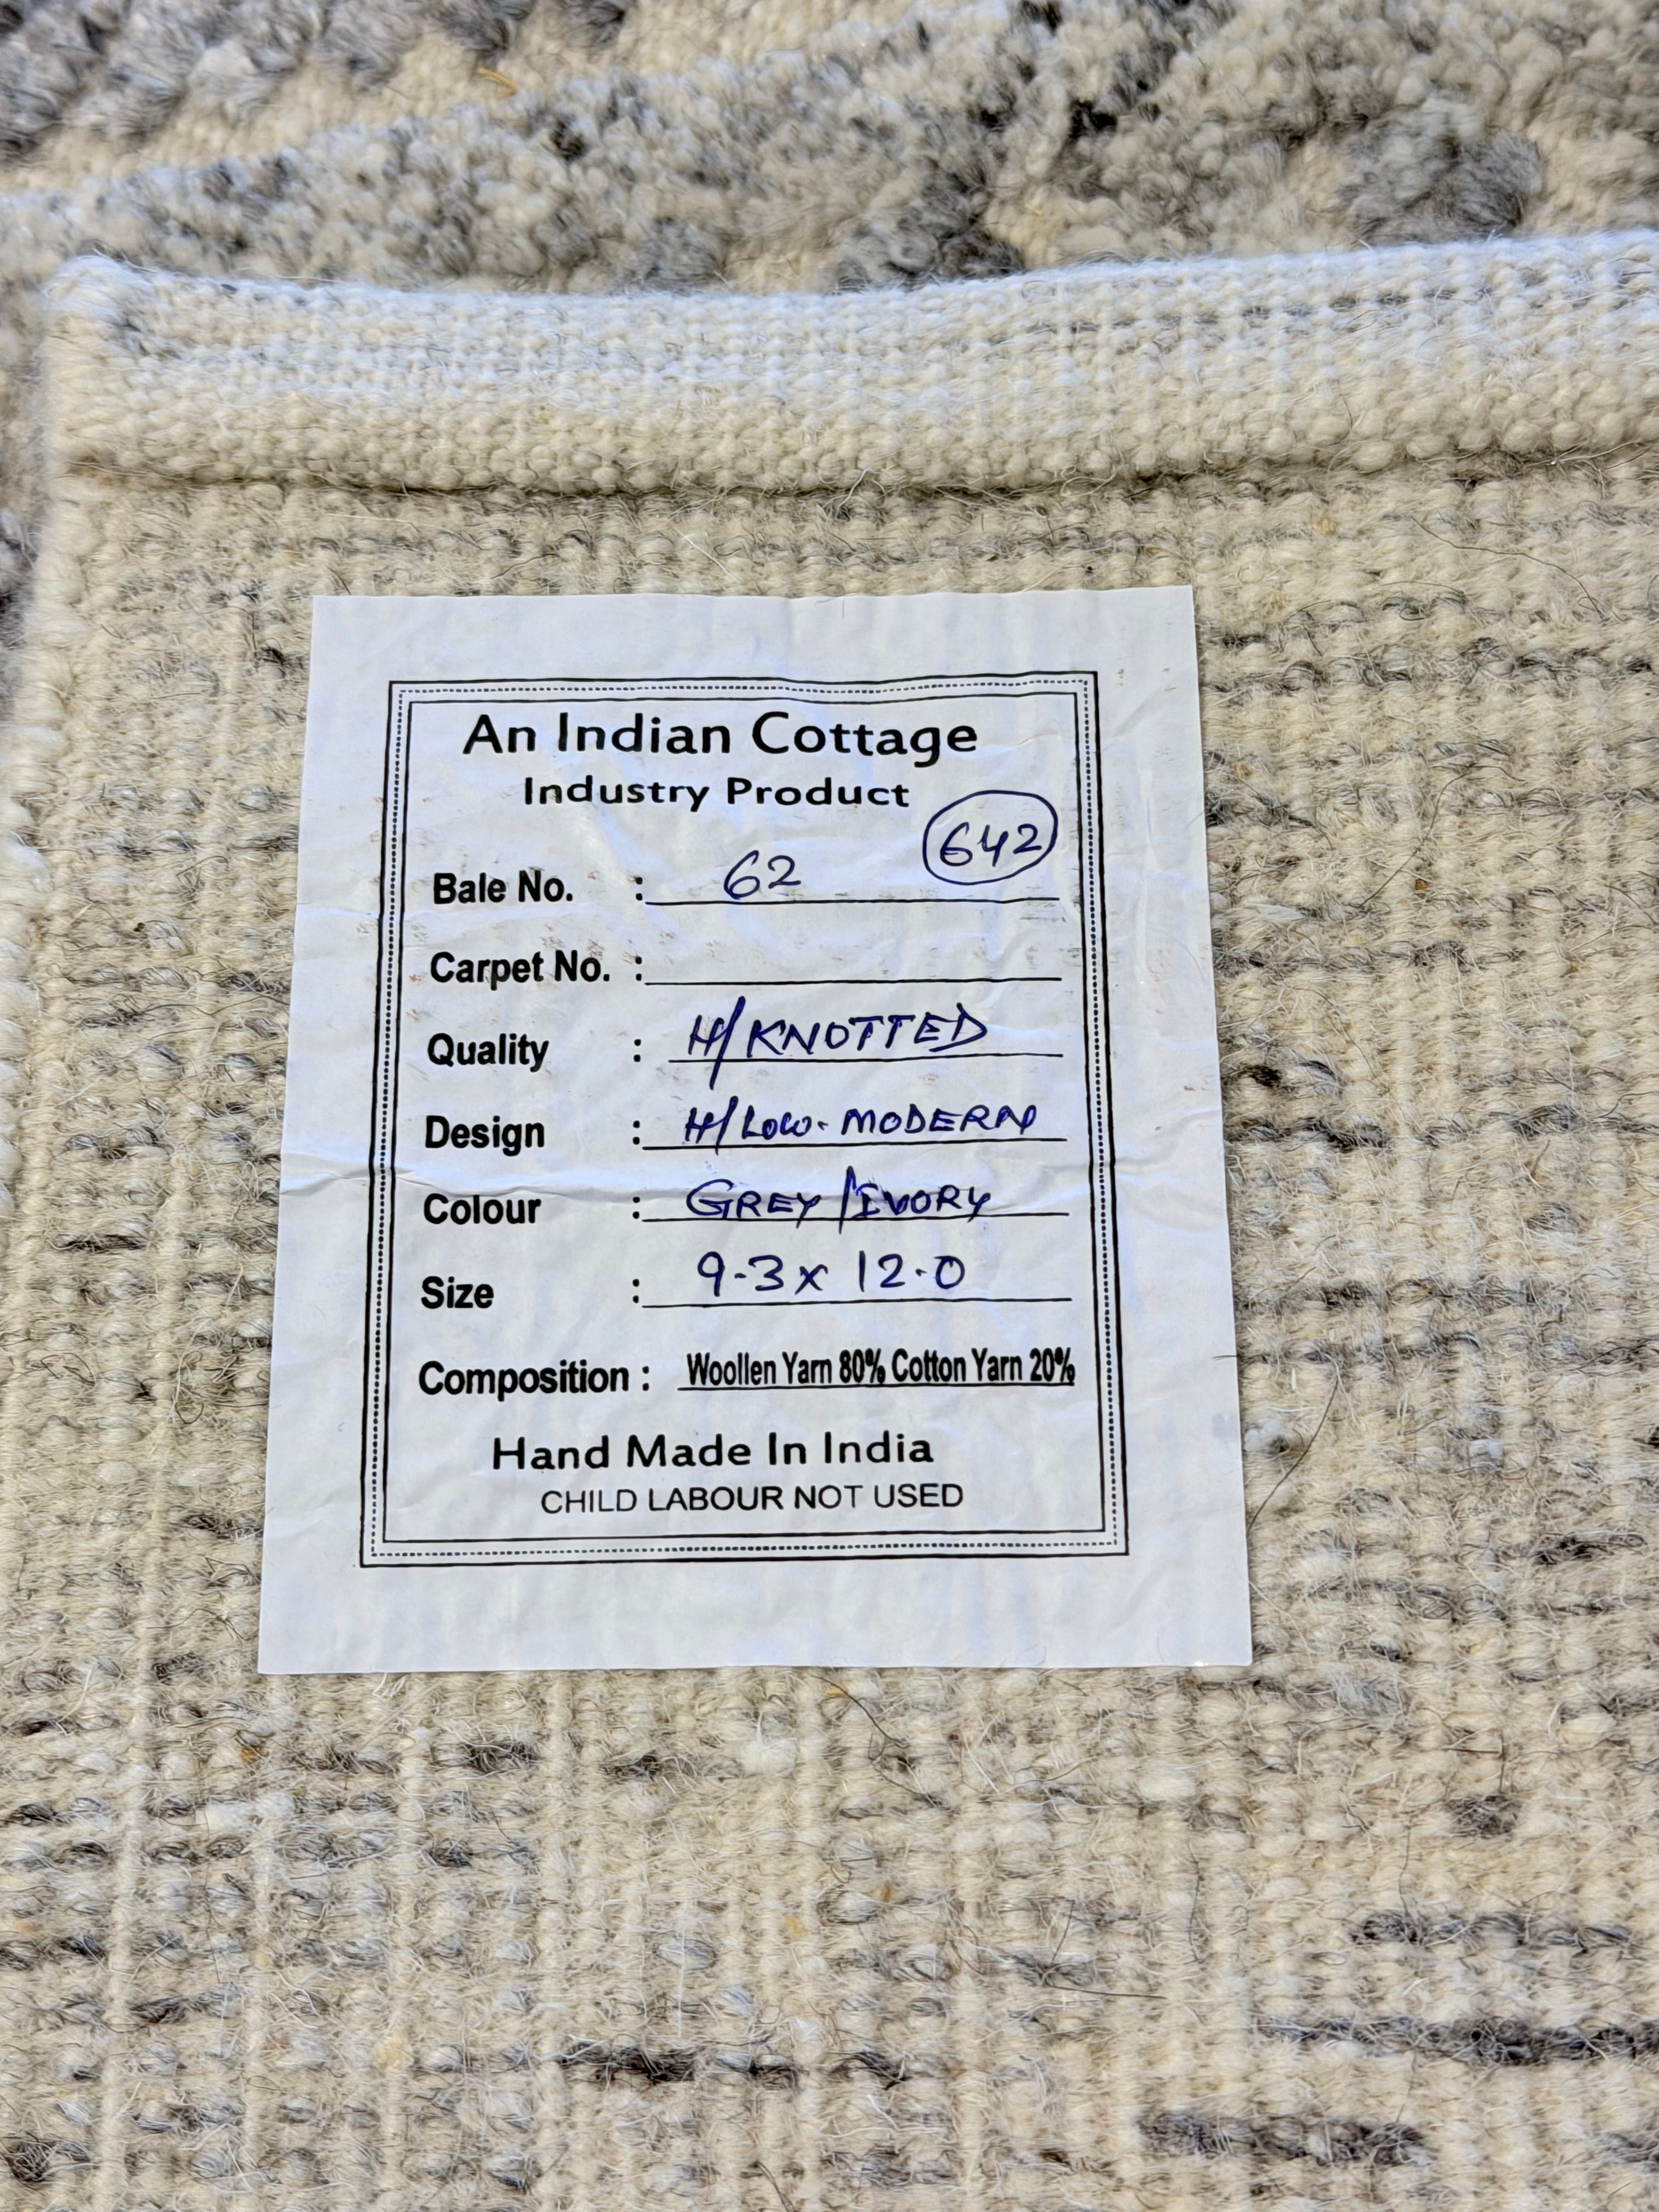 An Indian Cottage
Industry Product
642
Bale No. : 62
Carpet No. :
Quality : H/KNOTTED
Design : H/LOW. MODERN
Colour : GREY/IVORY
Size : 9-3 x 12.0
Composition : Woollen Yarn 80% Cotton Yarn 20%
Hand Made In India
CHILD LABOUR NOT USED